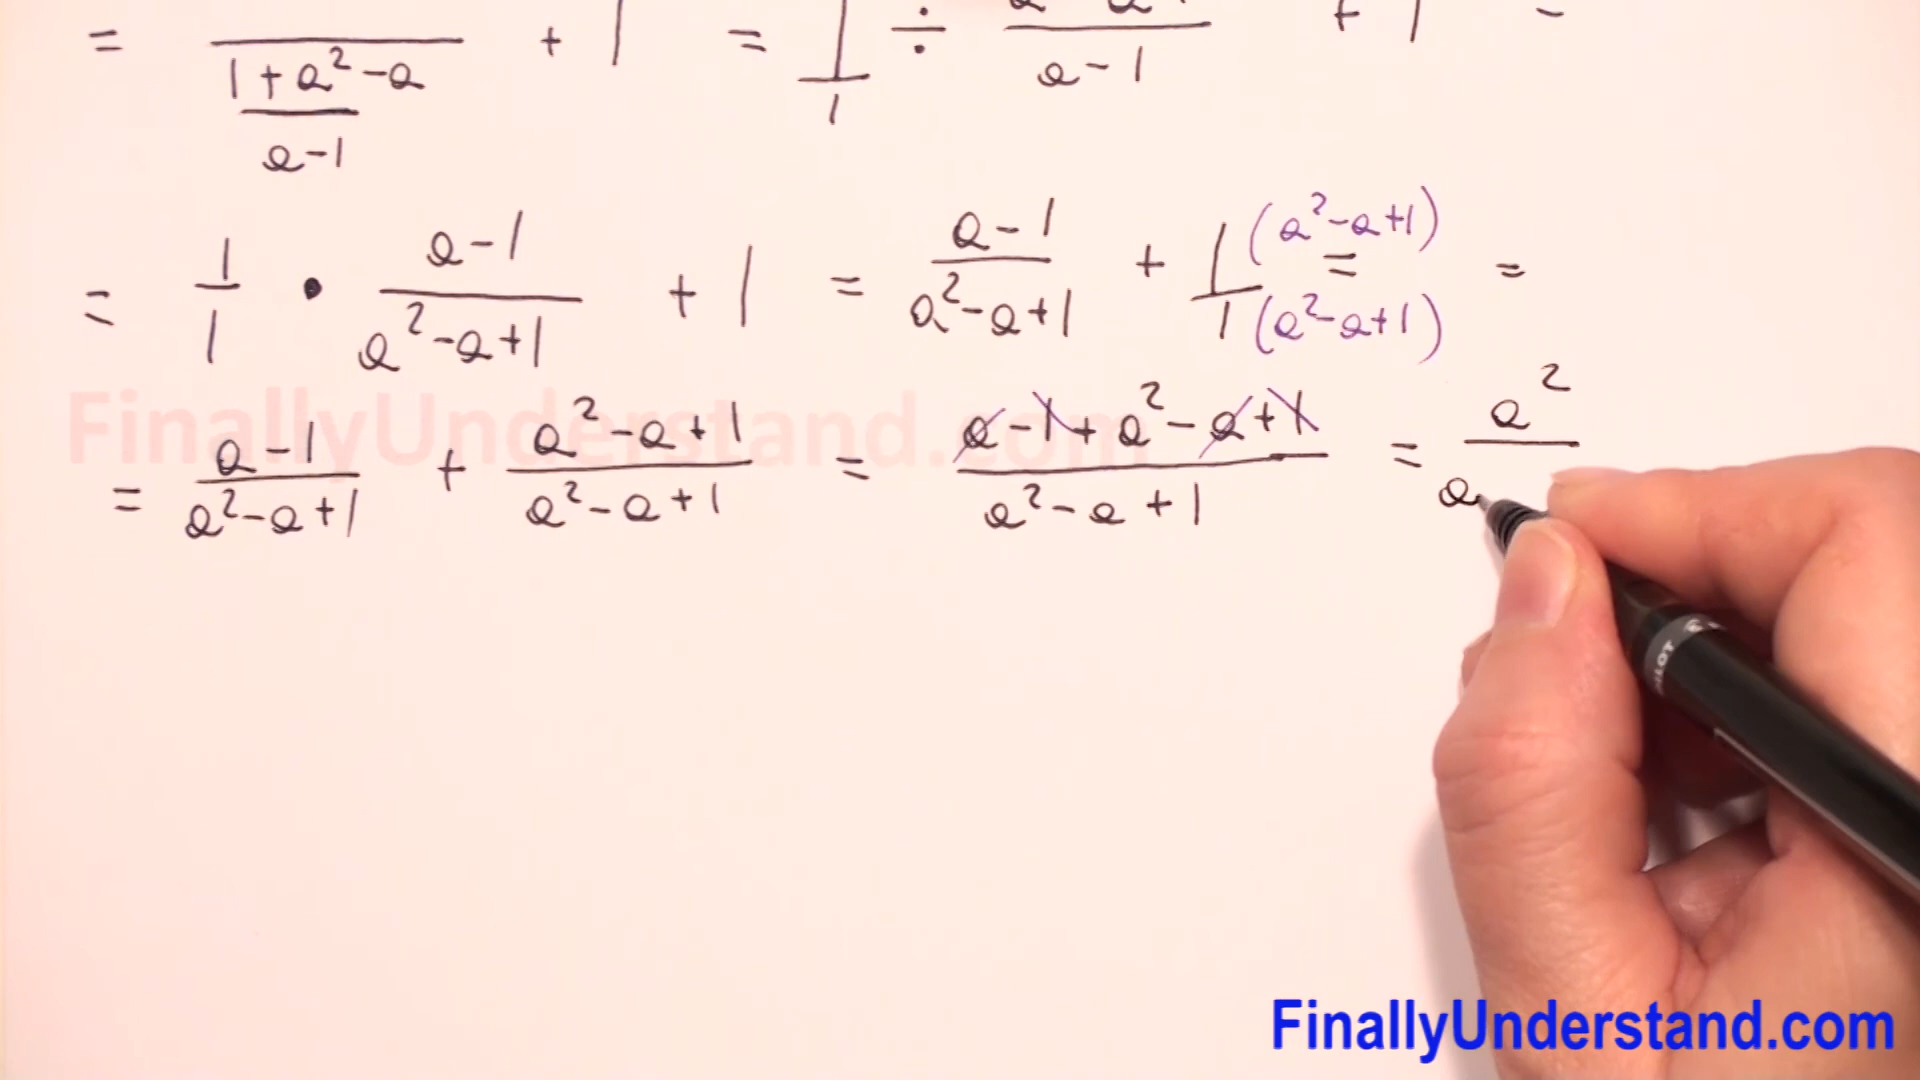 = 1/((1+a²-a)/(a-1)) + 1 = 1/1 ÷ /(a-1) + 1 =
= 1/1 • (a-1)/(a²-a+1) + 1 = (a-1)/(a²-a+1) + 1(a²-a+1)/1(a²-a+1) = =
= (a-1)/(a²-a+1) + (a²-a+1)/(a²-a+1) = (a-1+a²-a+1)/(a²-a+1) = a²/a
FinallyUnderstand.com
PILOT
FinallyUnderstand.com